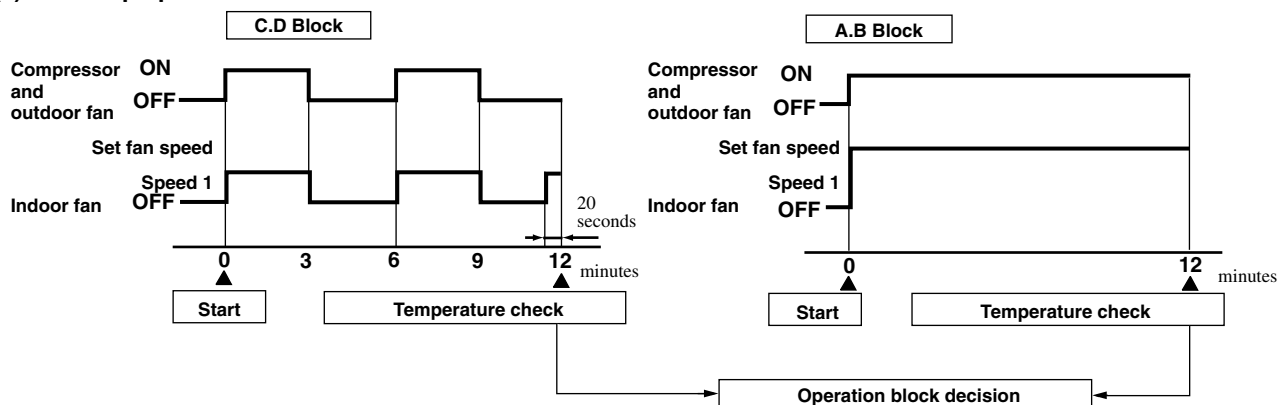 C.D Block
Compressor
and
outdoor fan
ON
OFF
Set fan speed
Speed 1
Indoor fan
OFF
20
seconds
0 3 6 9 12 minutes
Start
Temperature check
A.B Block
Compressor
and
outdoor fan
ON
OFF
Set fan speed
Speed 1
Indoor fan
OFF
0 12 minutes
Start
Temperature check
Operation block decision